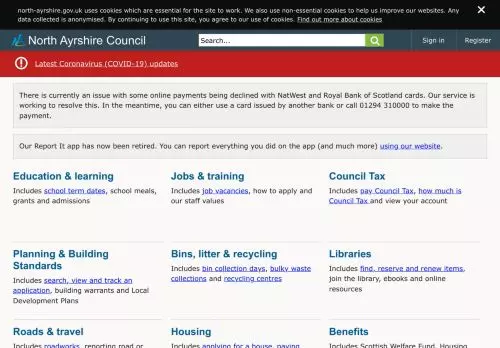 north-ayrshire.gov.uk uses cookies which are essential for the site to work. We also use non-essential cookies to help us improve our websites. Any
data collected is anonymised. By continuing to use this site, you agree to our use of cookies. Find out more about cookies
North Ayrshire Council
Search...
Sign in
Register
Latest Coronavirus (COVID-19) updates
There is currently an issue with some online payments being declined with NatWest and Royal Bank of Scotland cards. Our service is
working to resolve this. In the meantime, you can either use a card issued by another bank or call 01294 310000 to make the
payment.
Our Report It app has now been retired. You can report everything you did on the app (and much more) using our website.
Education & learning
Includes school term dates, school meals,
grants and admissions
Jobs & training
Includes job vacancies, how to apply and
our staff values
Council Tax
Includes pay Council Tax, how much is
Council Tax and view your account
Planning & Building
Standards
Includes search, view and track an
application, building warrants and Local
Development Plans
Bins, litter & recycling
Includes bin collection days, bulky waste
collections and recycling centres
Libraries
Includes find, reserve and renew items,
join the library, ebooks and online
resources
Roads & travel
Includes roadworks, reporting road or
Housing
Includes applying for a house, paying
Benefits
Includes Scottish Welfare Fund, Housing